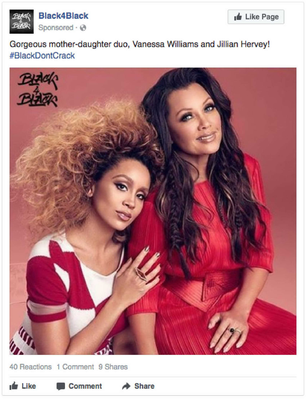 Black4Black
Sponsored ·
Like Page
Gorgeous mother-daughter duo, Vanessa Williams and Jillian Hervey!
#BlackDontCrack
BLACK
4
BLACK
40 Reactions 1 Comment 9 Shares
Like Comment Share